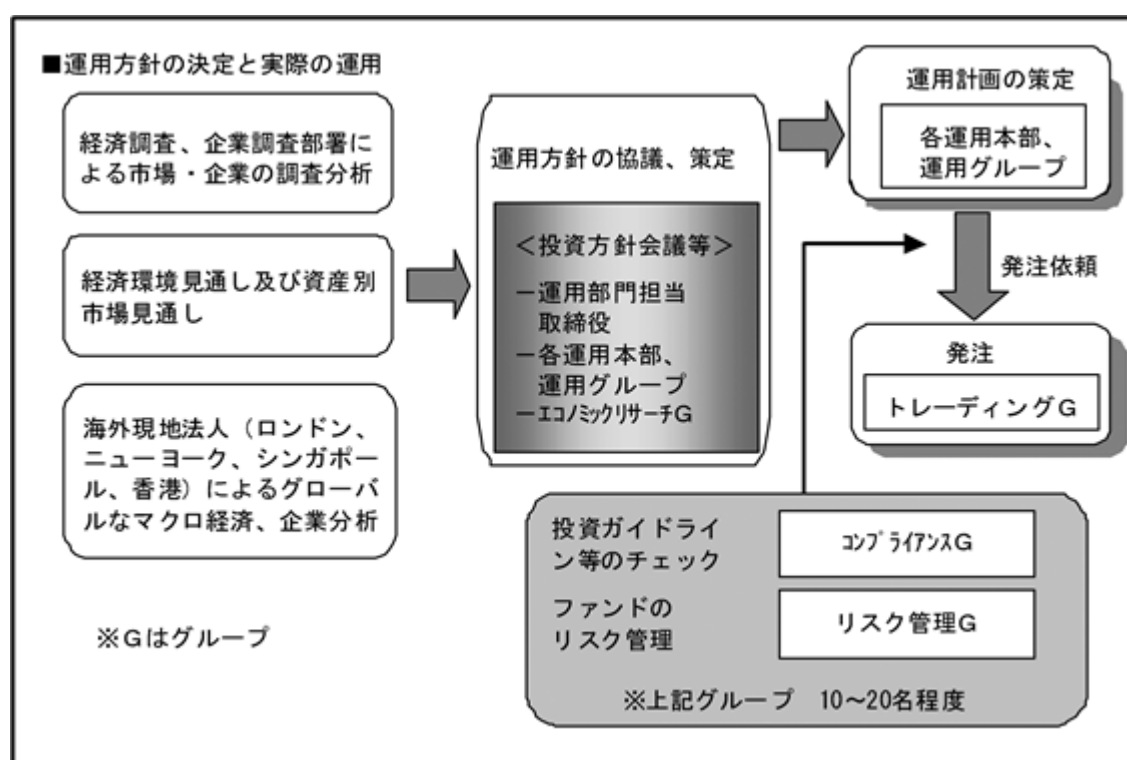 ■運用方針の決定と実際の運用
経済調査、企業調査部署に
よる市場・企業の調査分析
経済環境見通し及び資産別
市場見通し
海外現地法人（ロンドン、
ニューヨーク、シンガポー
ル、香港）によるグローバ
ルなマクロ経済、企業分析
※Gはグループ
運用方針の協議、策定
＜投資方針会議等＞
－運用部門担当
取締役
－各運用本部、
運用グループ
－ｴｺﾉﾐｯｸﾘｻｰﾁG
運用計画の策定
各運用本部、
運用グループ
発注依頼
発注
トレーディングG
投資ガイドライ
ン等のチェック
ｺﾝﾌﾟﾗｲｱﾝｽG
ファンドの
リスク管理
リスク管理G
※上記グループ　10～20名程度